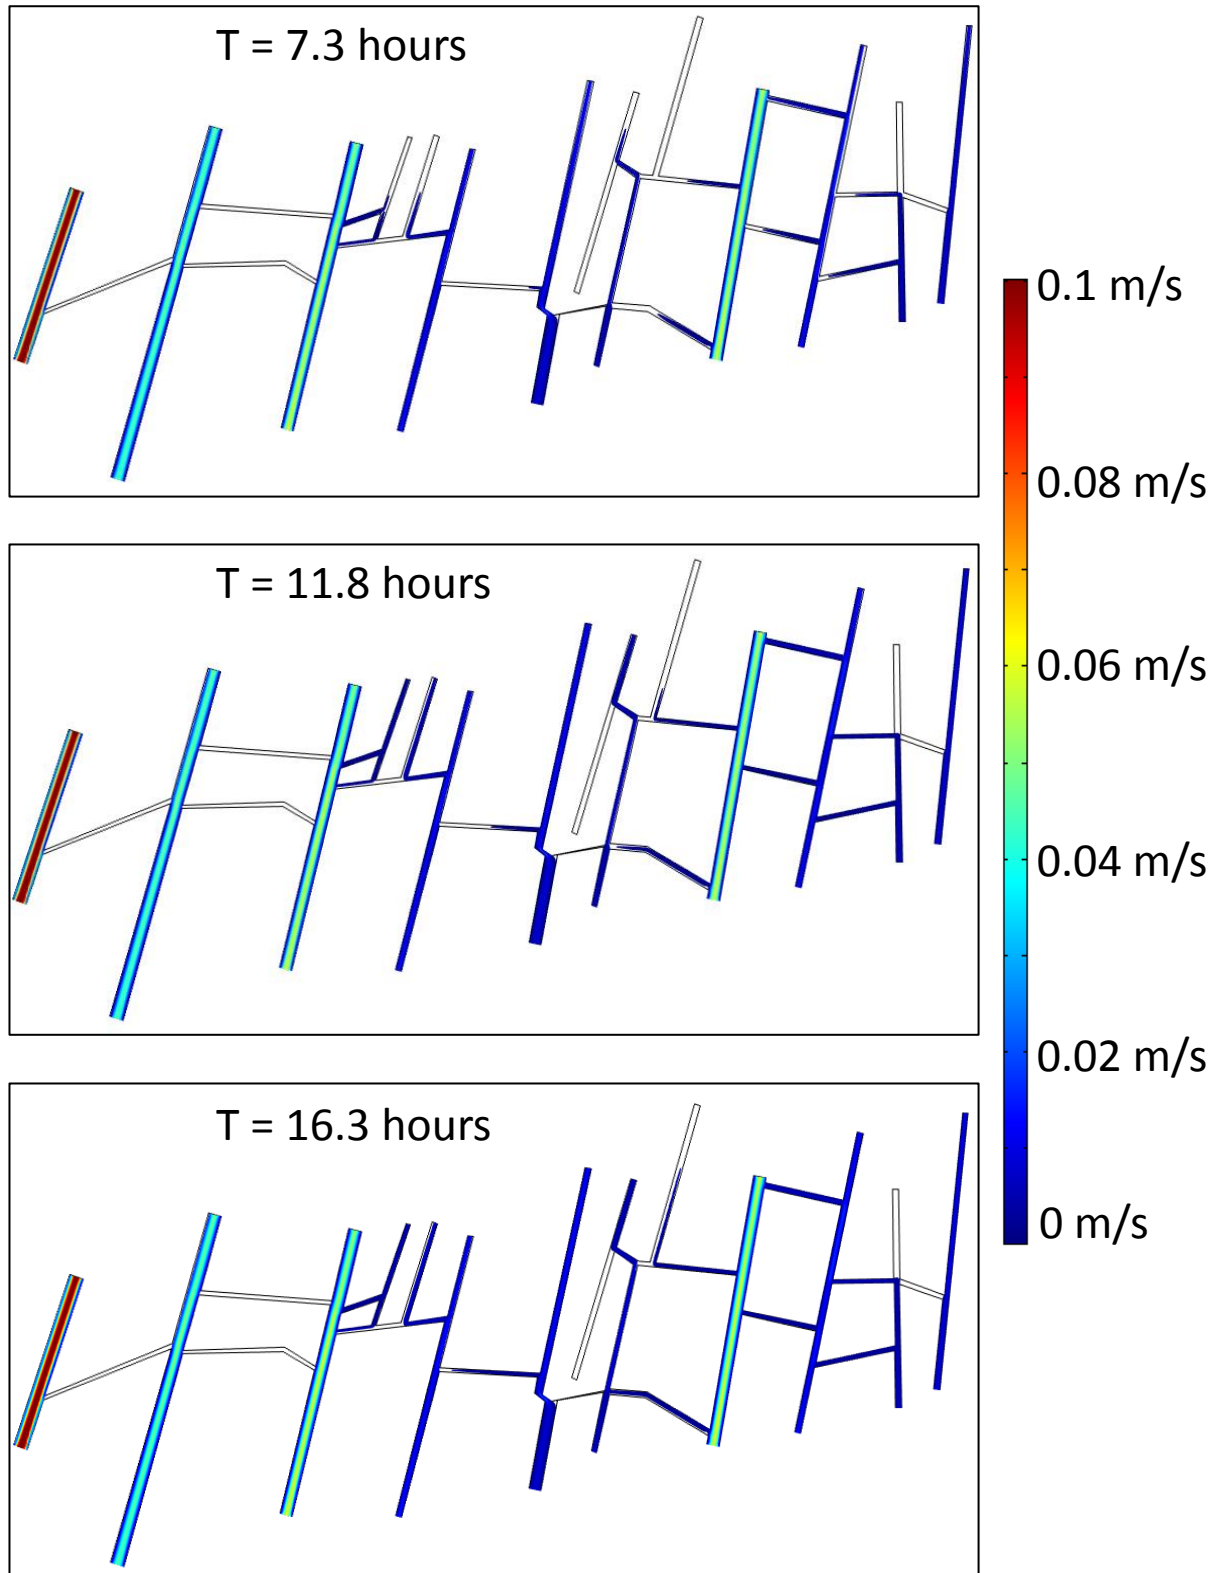 T = 7.3 hours
0.1 m/s
0.08 m/s
T = 11.8 hours
0.06 m/s
0.04 m/s
0.02 m/s
T = 16.3 hours
0 m/s